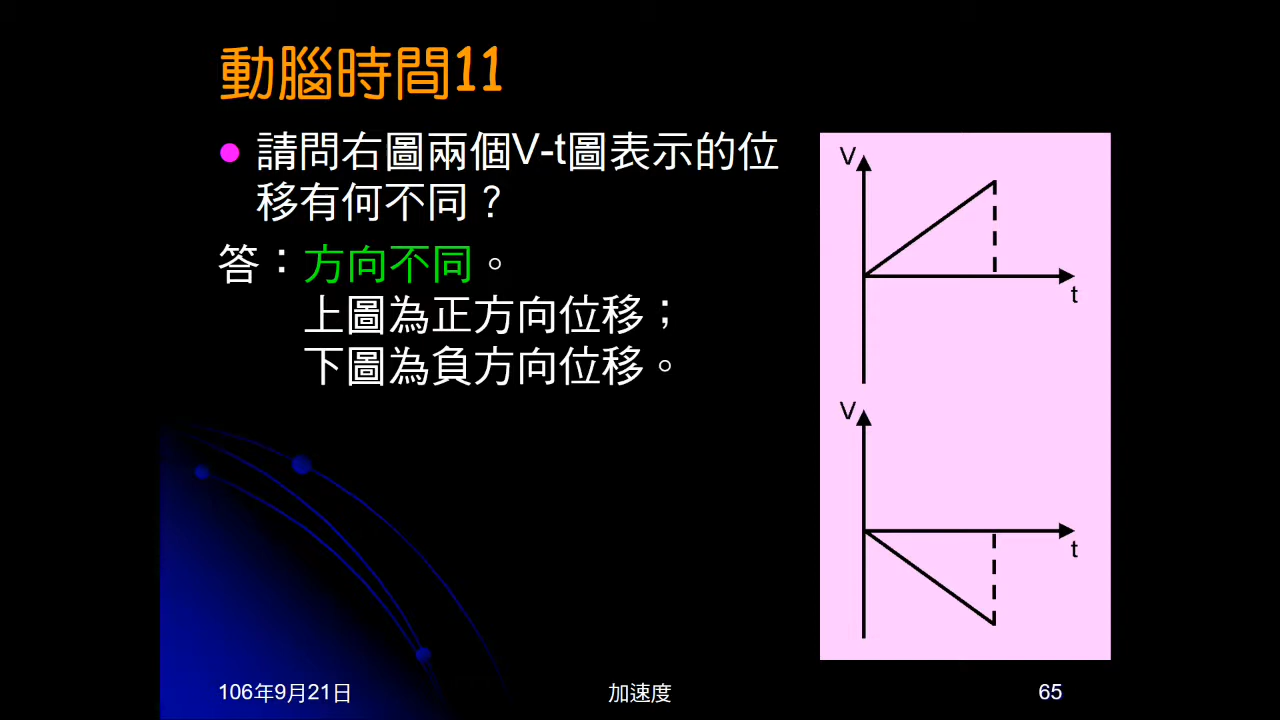 動腦時間11
請問右圖兩個V-t圖表示的位
移有何不同？
答：方向不同。
上圖為正方向位移；
下圖為負方向位移。
V
t
V
t
106年9月21日
加速度
65